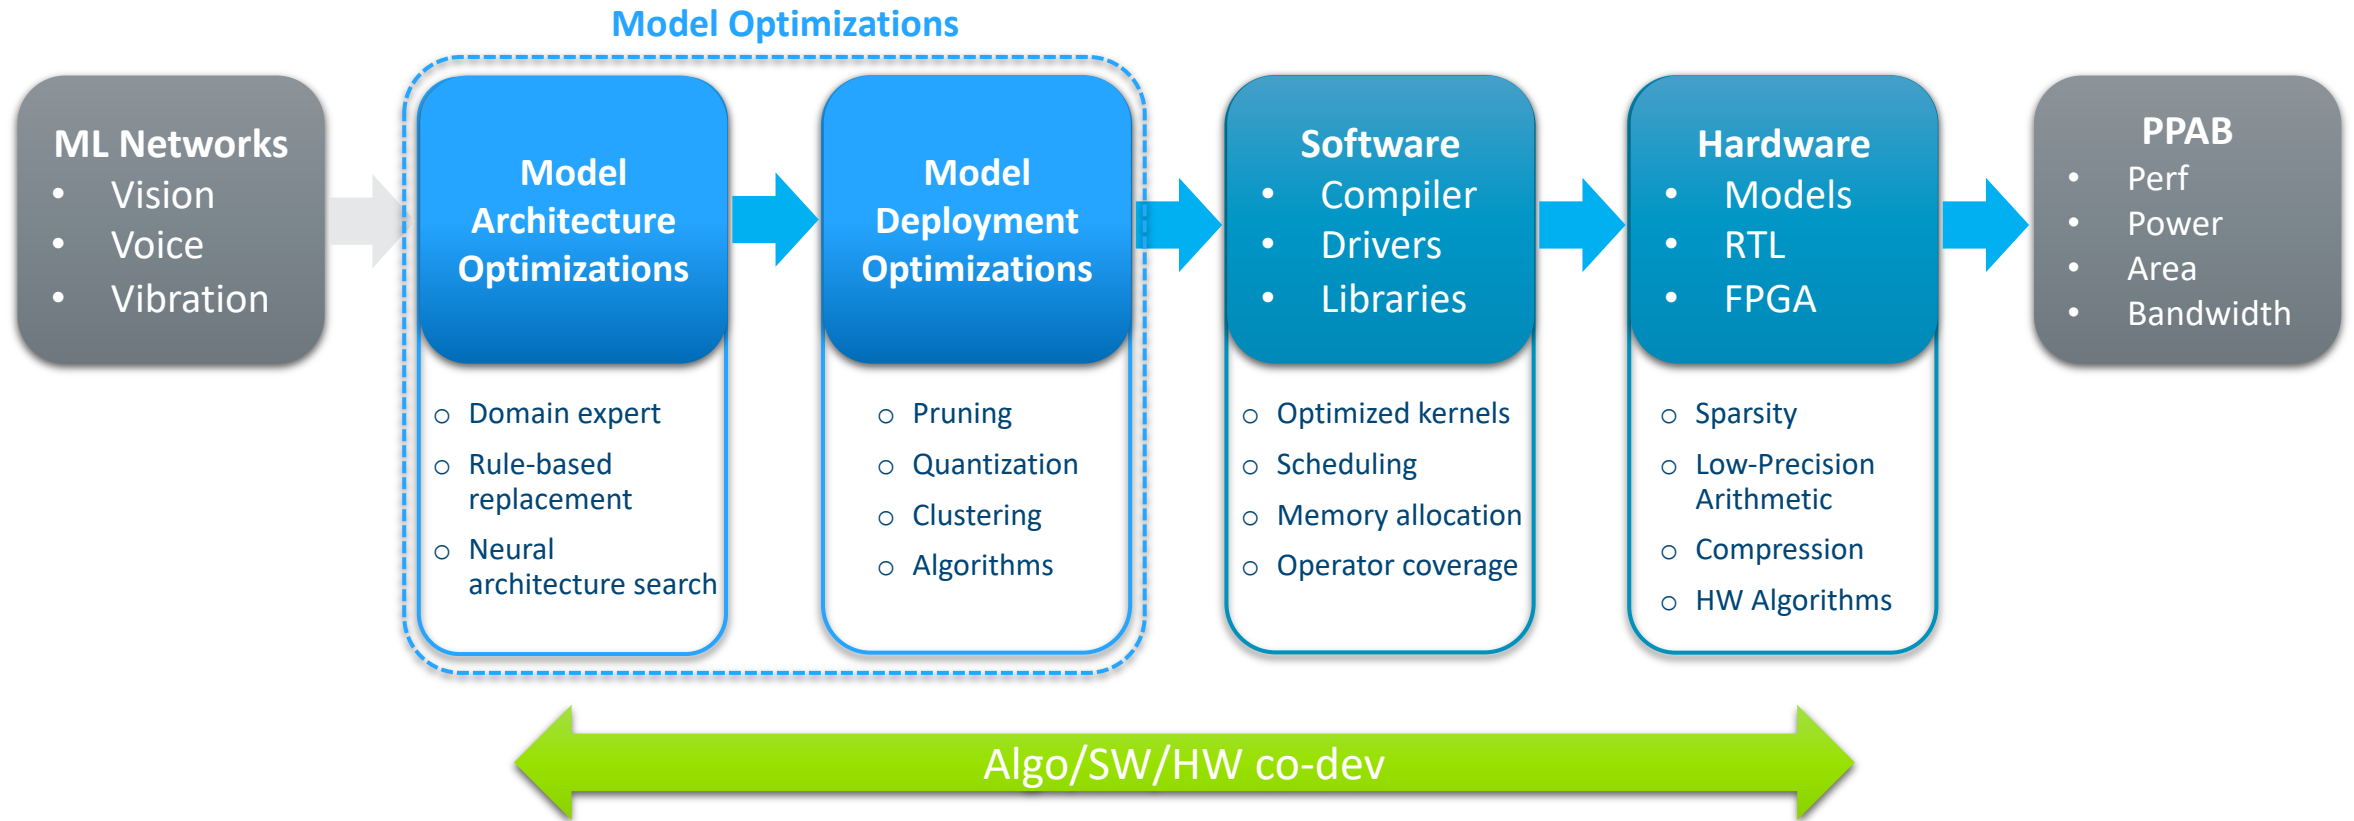 Model Optimizations
ML Networks
• Vision
• Voice
• Vibration
Model
Architecture
Optimizations
○ Domain expert
○ Rule-based
replacement
○ Neural
architecture search
Model
Deployment
Optimizations
○ Pruning
○ Quantization
○ Clustering
○ Algorithms
Software
• Compiler
• Drivers
• Libraries
○ Optimized kernels
○ Scheduling
○ Memory allocation
○ Operator coverage
Hardware
• Models
• RTL
• FPGA
○ Sparsity
○ Low-Precision
Arithmetic
○ Compression
○ HW Algorithms
PPAB
• Perf
• Power
• Area
• Bandwidth
Algo/SW/HW co-dev